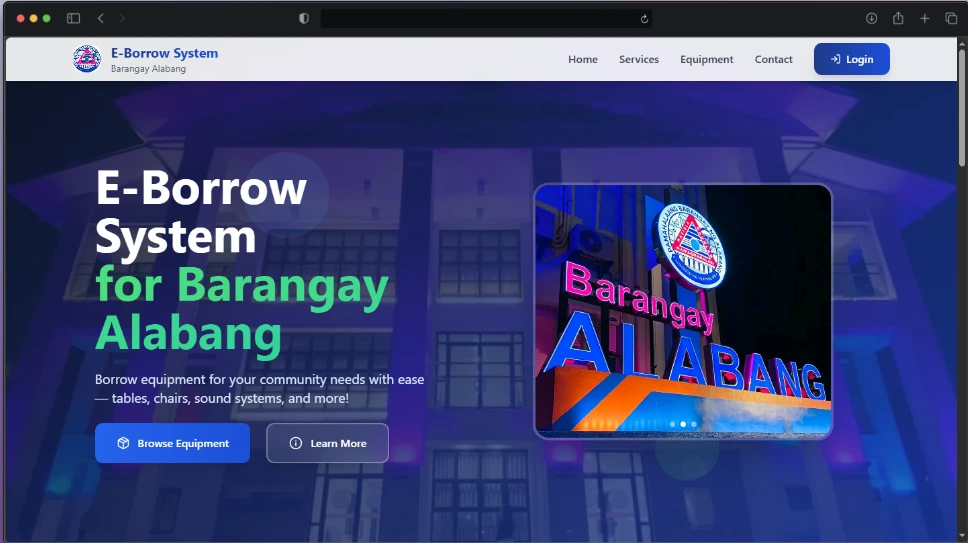 E-Borrow System
Barangay Alabang
Home
Services
Equipment
Contact
Login
E-Borrow
System
for Barangay
Alabang
Borrow equipment for your community needs with ease
— tables, chairs, sound systems, and more!
Browse Equipment
Learn More
Barangay
ALABANG